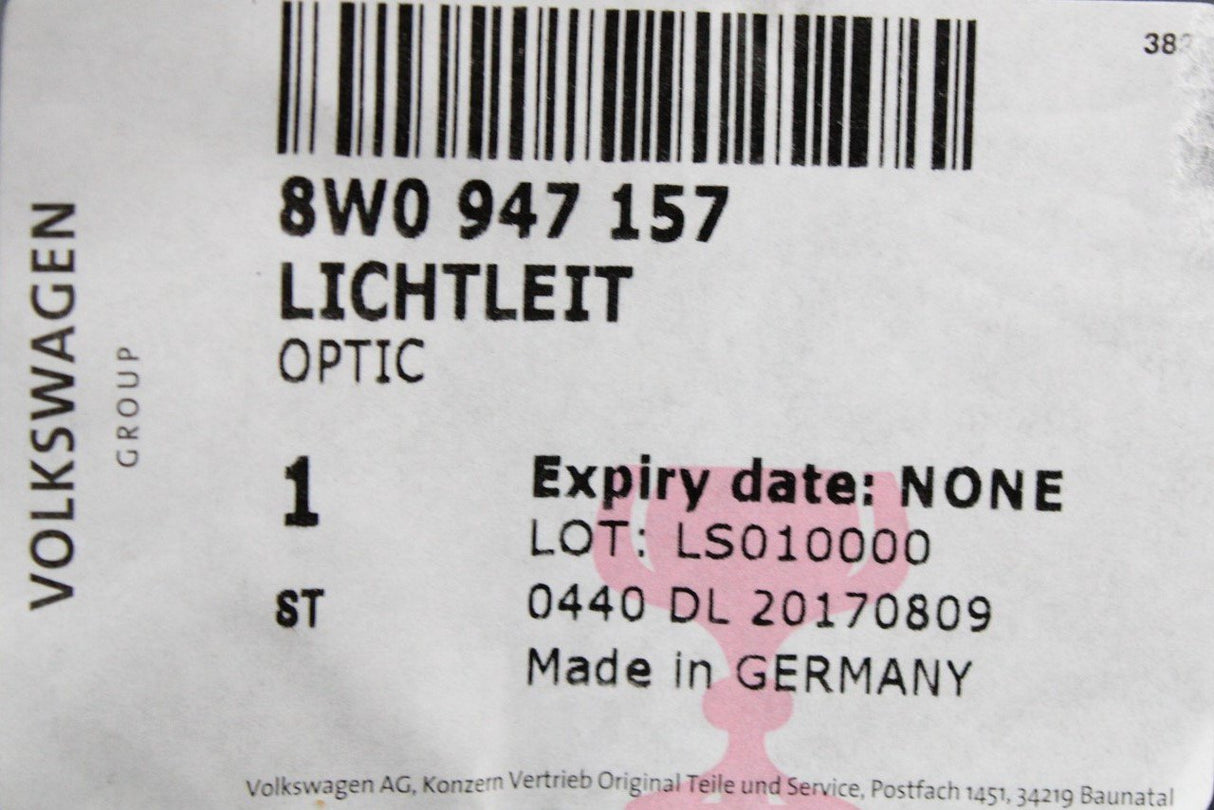 38
8W0 947 157
LICHTLEIT
OPTIC
VOLKSWAGEN
GROUP
1
ST
Expiry date: NONE
LOT: LS010000
0440 DL 20170809
Made in GERMANY
Volkswagen AG, Konzern Vertrieb Original Teile und Service, Postfach 1451, 34219 Baunatal